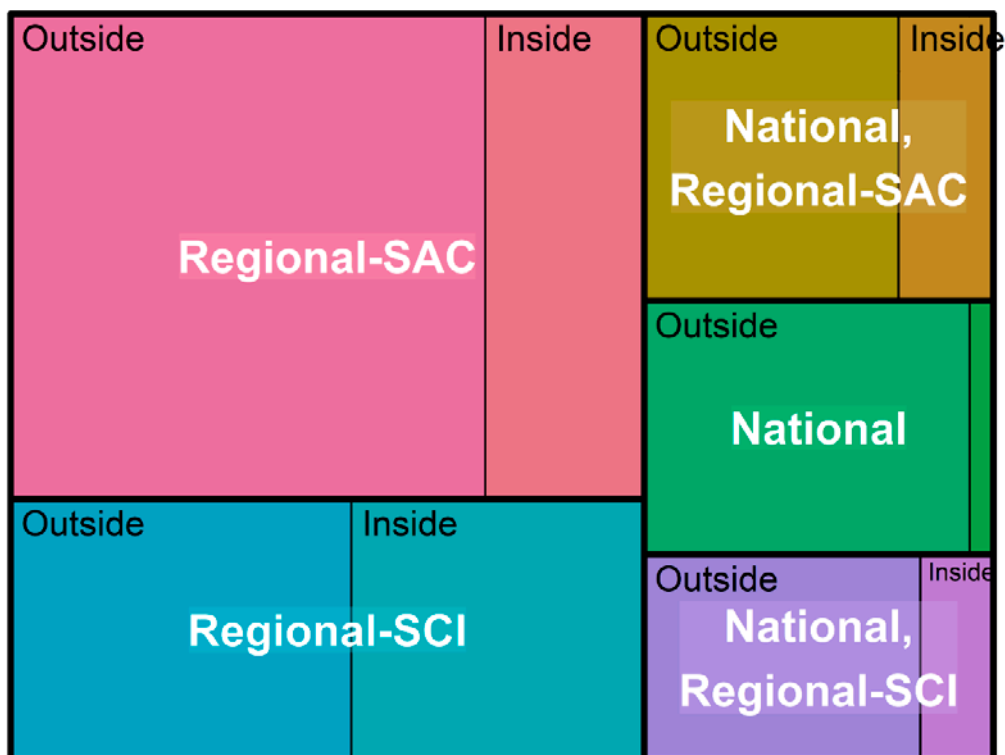 Outside
Inside
Regional-SAC
Outside
Inside
Regional-SCI
Outside
Inside
National,
Regional-SAC
Outside
National
Outside
Inside
National,
Regional-SCI